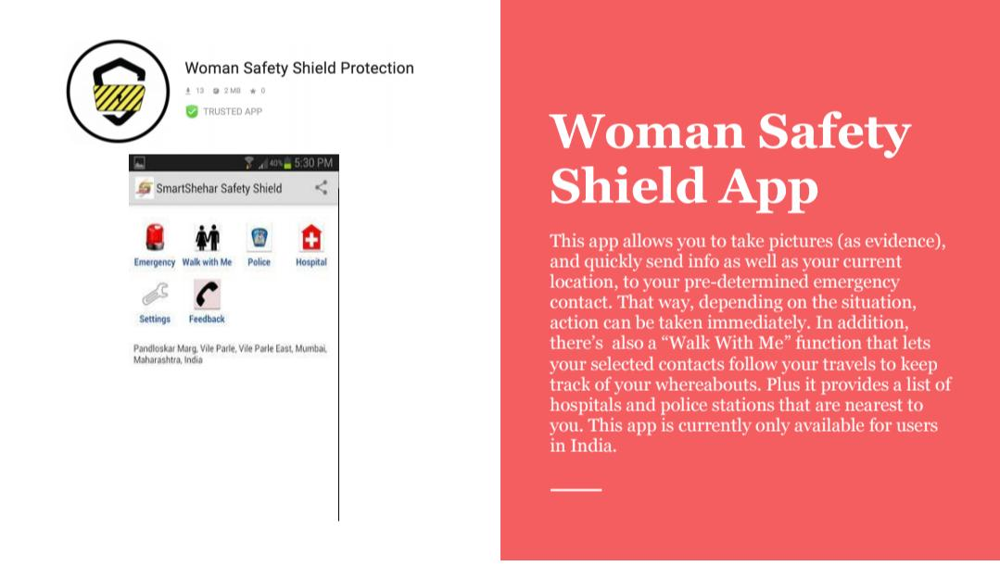 Woman Safety Shield Protection
13 2 MB 0
TRUSTED APP
40% 5:30 PM
SmartShehar Safety Shield
Emergency Walk with Me Police Hospital
Settings Feedback
Pandloskar Marg, Vile Parle, Vile Parle East, Mumbai,
Maharashtra, India
Woman Safety
Shield App
This app allows you to take pictures (as evidence),
and quickly send info as well as your current
location, to your pre-determined emergency
contact. That way, depending on the situation,
action can be taken immediately. In addition,
there’s  also a “Walk With Me” function that lets
your selected contacts follow your travels to keep
track of your whereabouts. Plus it provides a list of
hospitals and police stations that are nearest to
you. This app is currently only available for users
in India.